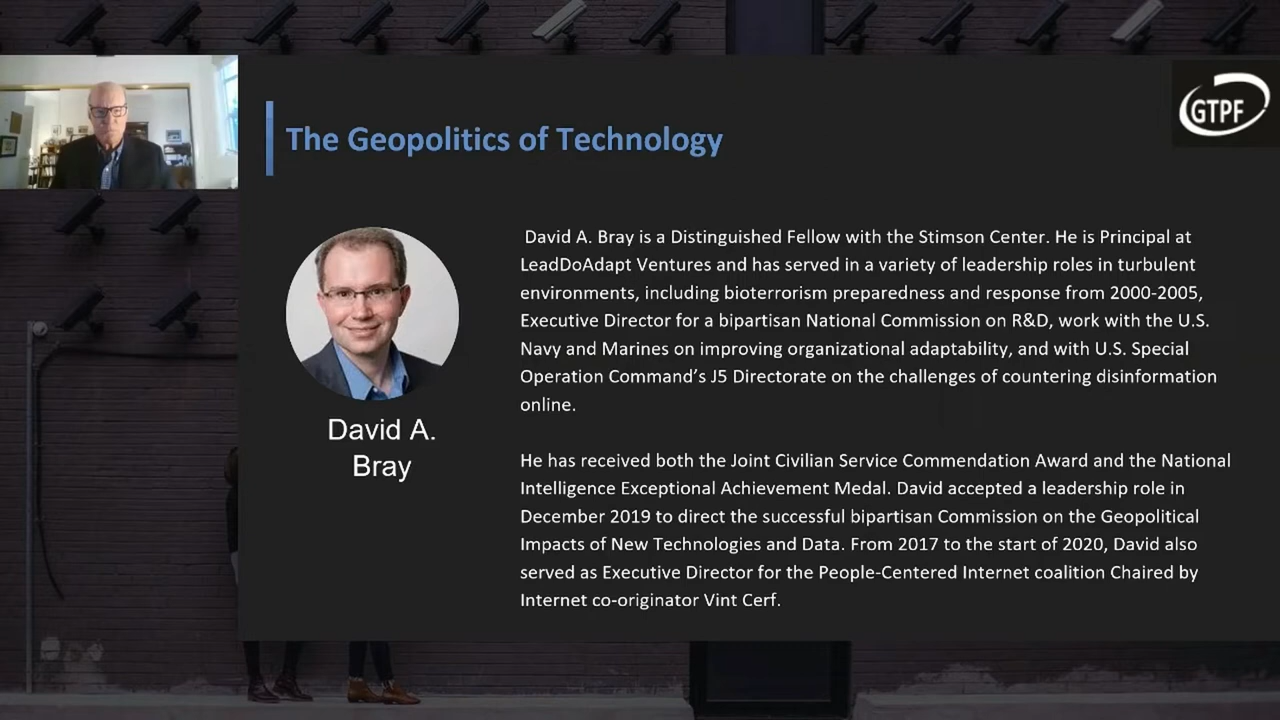 GTPF
The Geopolitics of Technology
David A. Bray is a Distinguished Fellow with the Stimson Center. He is Principal at
LeadDoAdapt Ventures and has served in a variety of leadership roles in turbulent
environments, including bioterrorism preparedness and response from 2000-2005,
Executive Director for a bipartisan National Commission on R&D, work with the U.S.
Navy and Marines on improving organizational adaptability, and with U.S. Special
Operation Command’s J5 Directorate on the challenges of countering disinformation
online.
David A.
Bray
He has received both the Joint Civilian Service Commendation Award and the National
Intelligence Exceptional Achievement Medal. David accepted a leadership role in
December 2019 to direct the successful bipartisan Commission on the Geopolitical
Impacts of New Technologies and Data. From 2017 to the start of 2020, David also
served as Executive Director for the People-Centered Internet coalition Chaired by
Internet co-originator Vint Cerf.